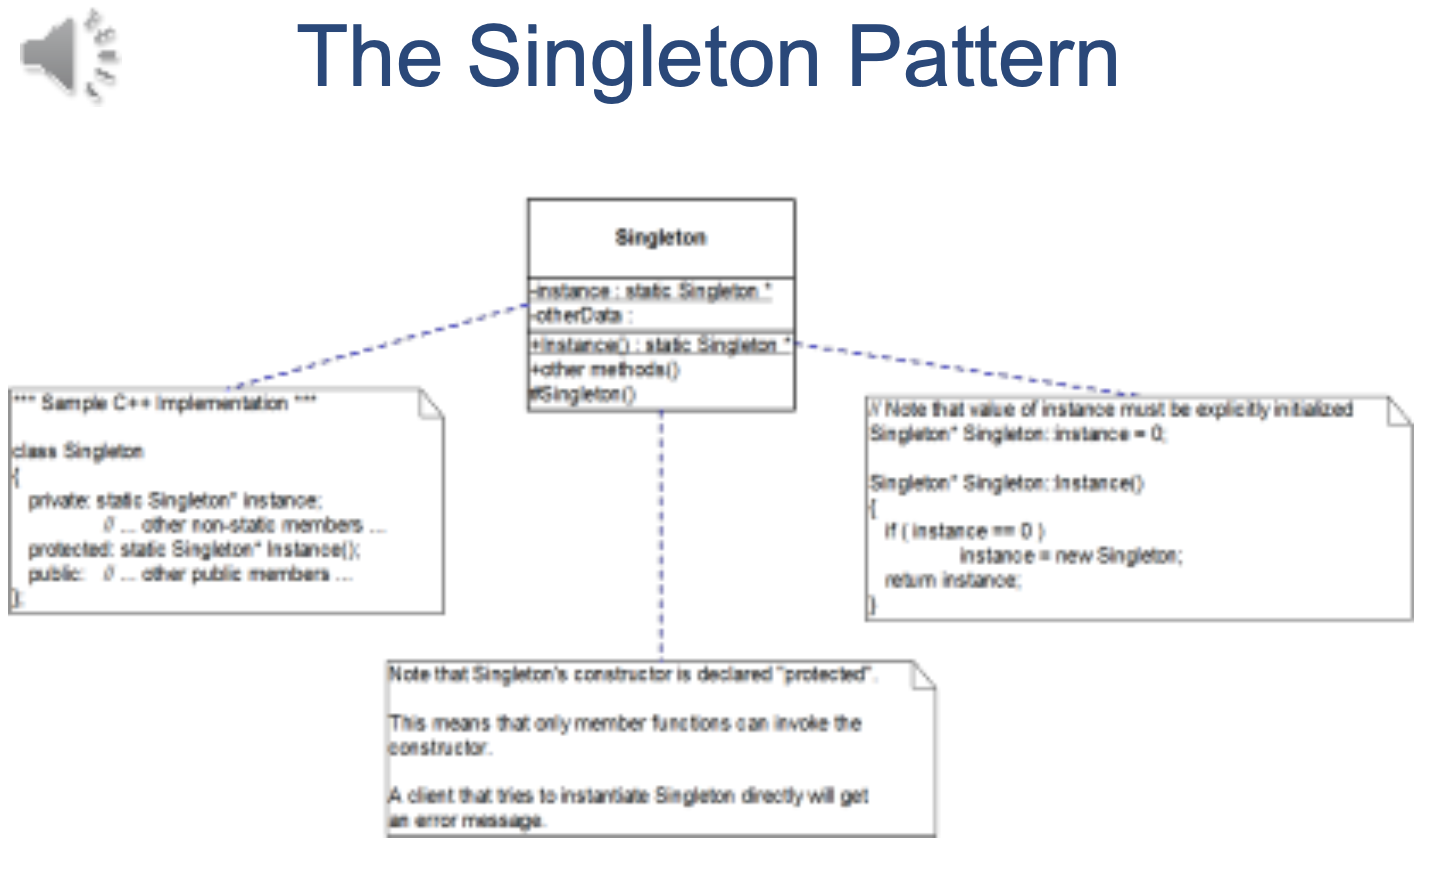 The Singleton Pattern
Singleton
-instance : static Singleton *
-otherData :
+Instance() : static Singleton *
+other methods()
#Singleton()
*** Sample C++ Implementation ***
class Singleton
{
private: static Singleton* instance;
// ... other non-static members ...
protected: static Singleton* Instance();
public: // ... other public members ...
};
// Note that value of instance must be explicitly initialized
Singleton* Singleton::instance = 0;
Singleton* Singleton::Instance()
{
if ( instance == 0 )
instance = new Singleton;
return instance;
}
Note that Singleton's constructor is declared "protected".
This means that only member functions can invoke the
constructor.
A client that tries to instantiate Singleton directly will get
an error message.